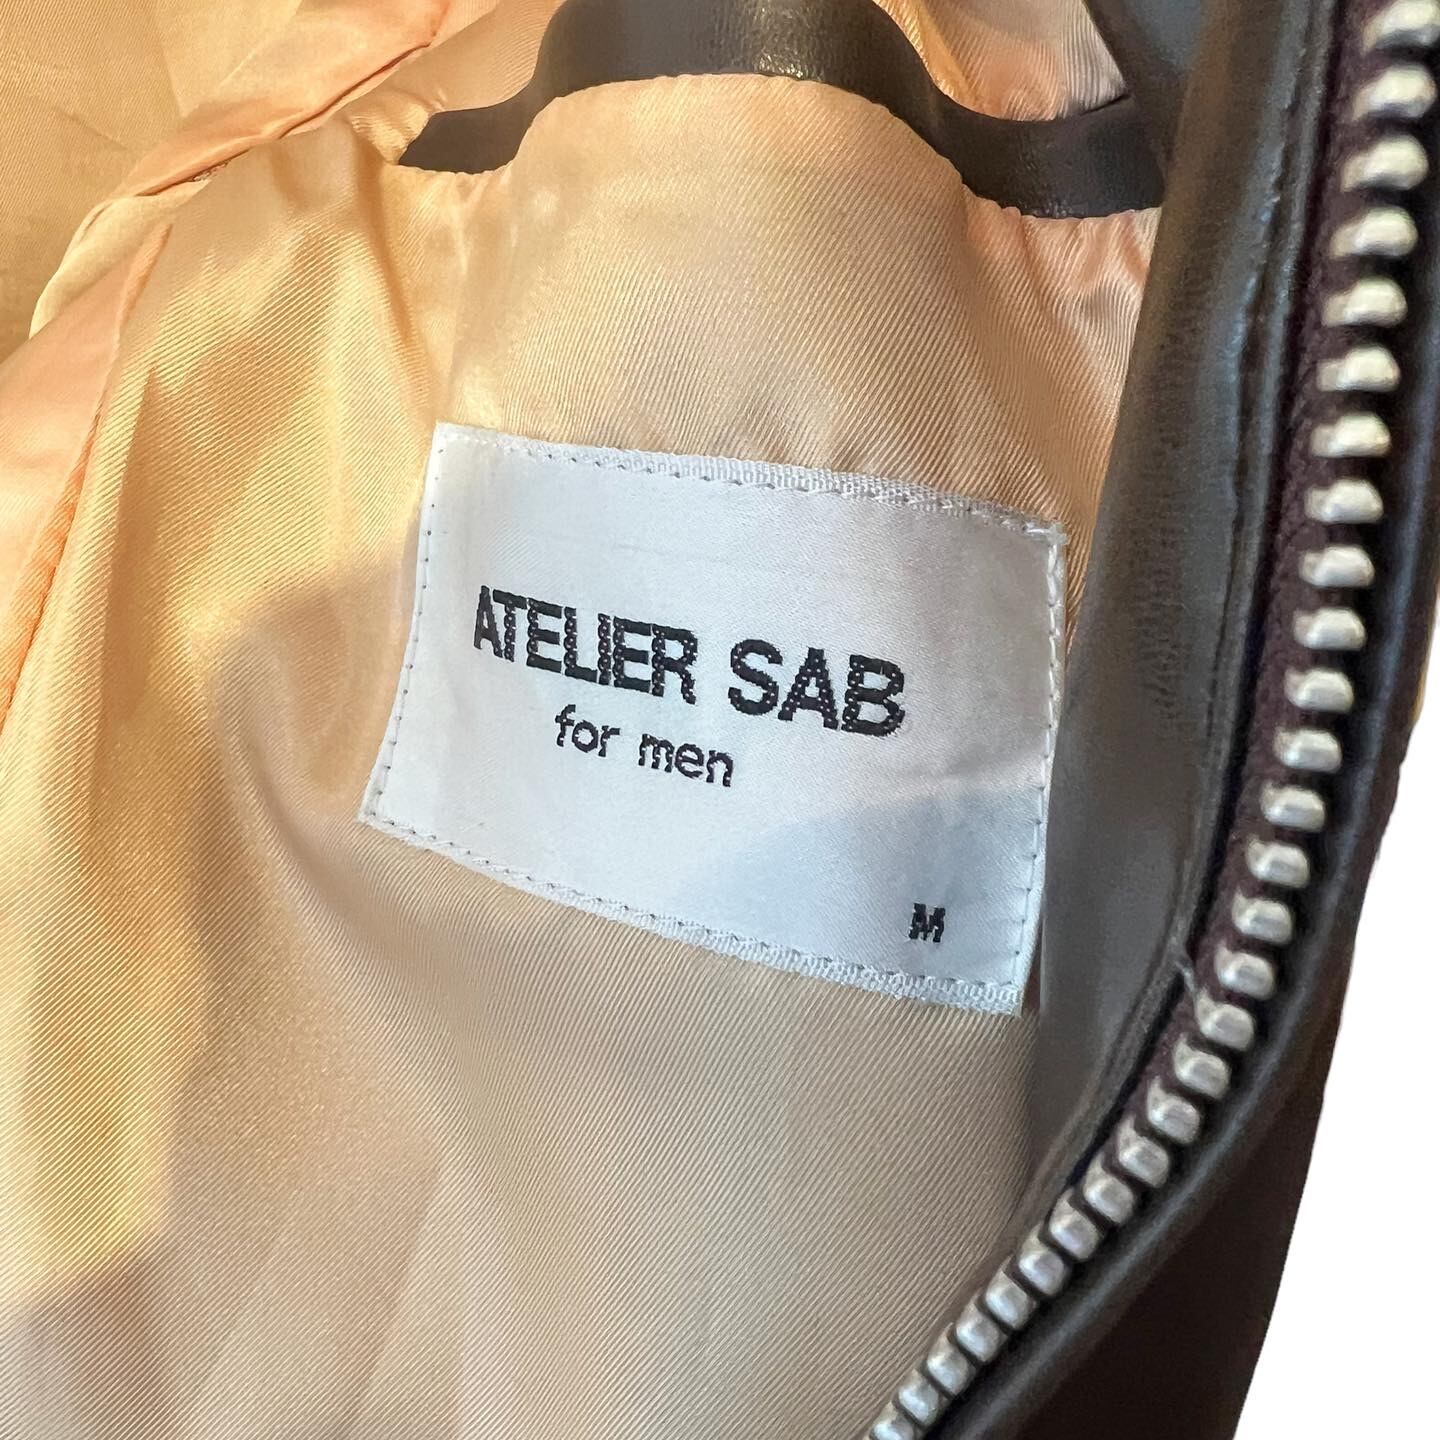 ATELIER SAB
for men
M